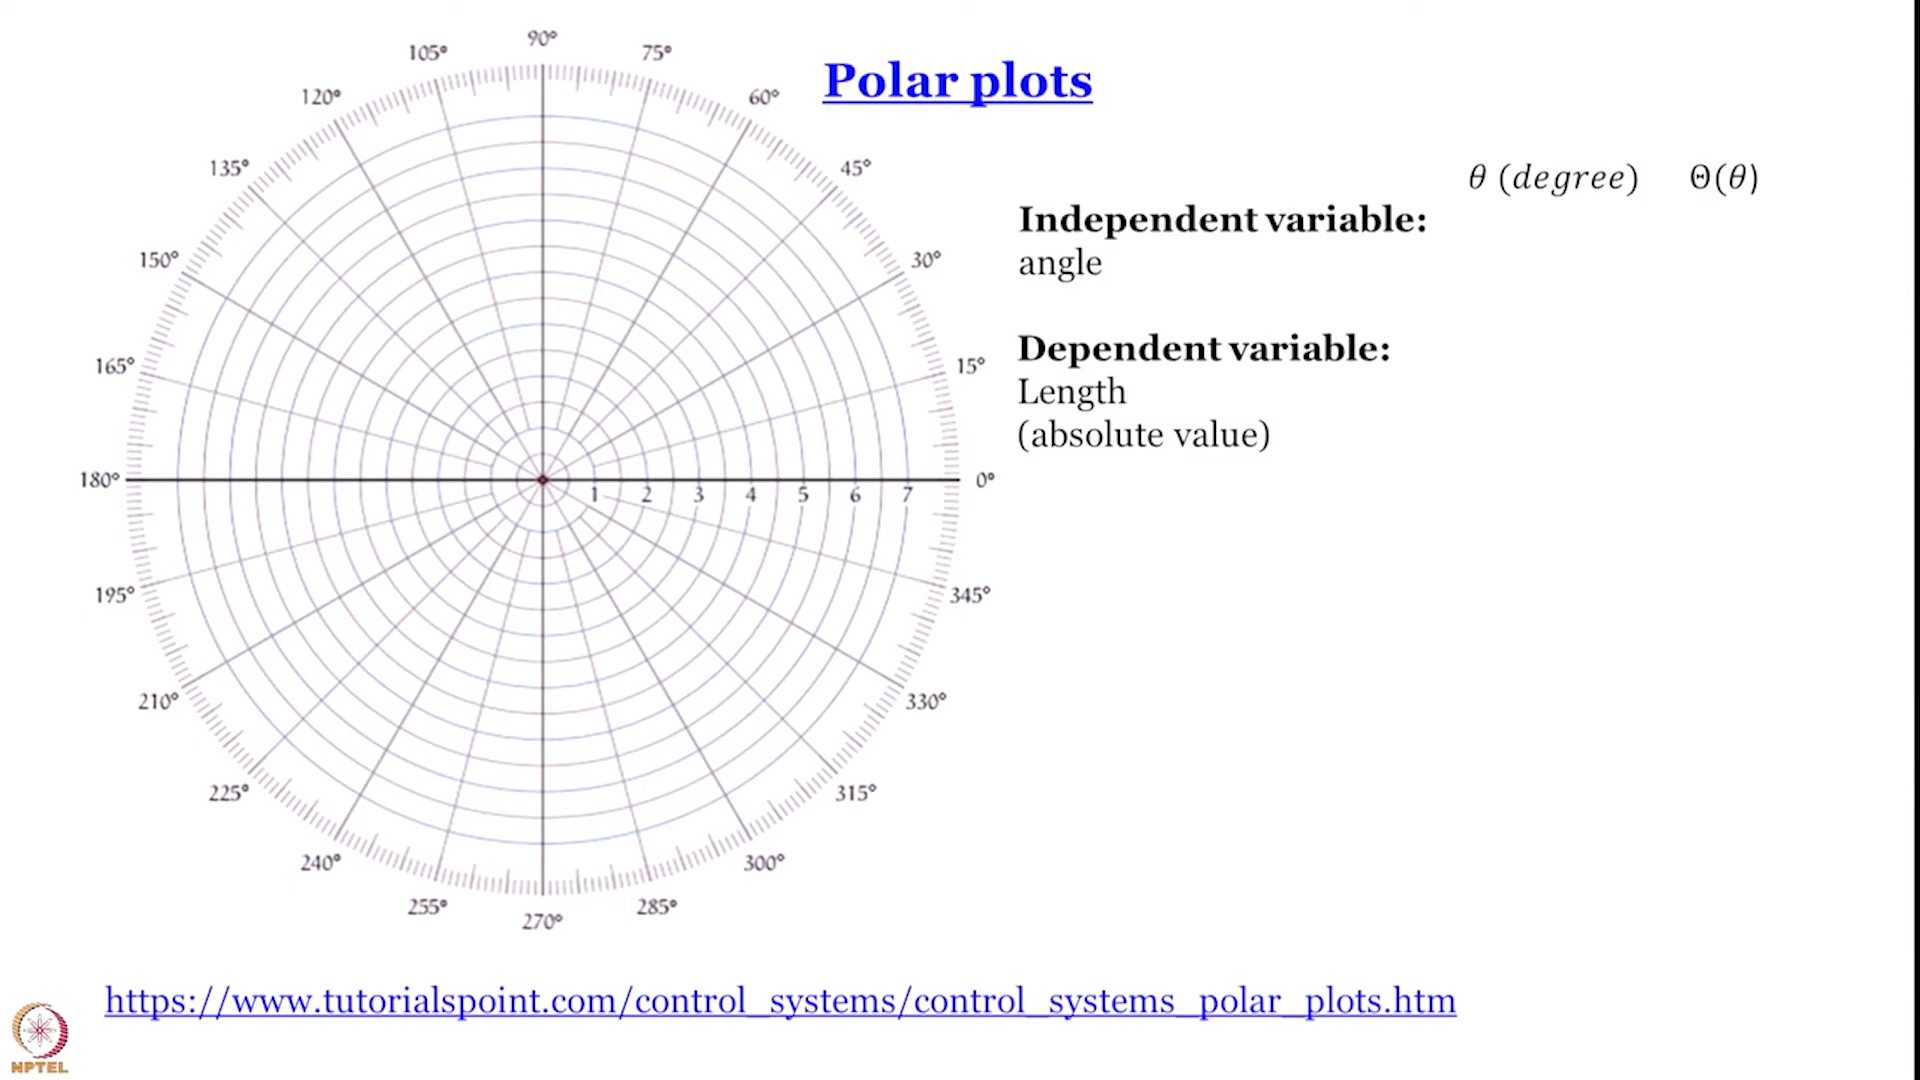 Polar plots
90°
105°
75°
120°
60°
135°
45°
150°
30°
165°
15°
180°
1 2 3 4 5 6 7
0°
195°
345°
210°
330°
225°
315°
240°
300°
255°
285°
270°
θ (degree) Θ(θ)
Independent variable:
angle
Dependent variable:
Length
(absolute value)
https://www.tutorialspoint.com/control_systems/control_systems_polar_plots.htm
NPTEL